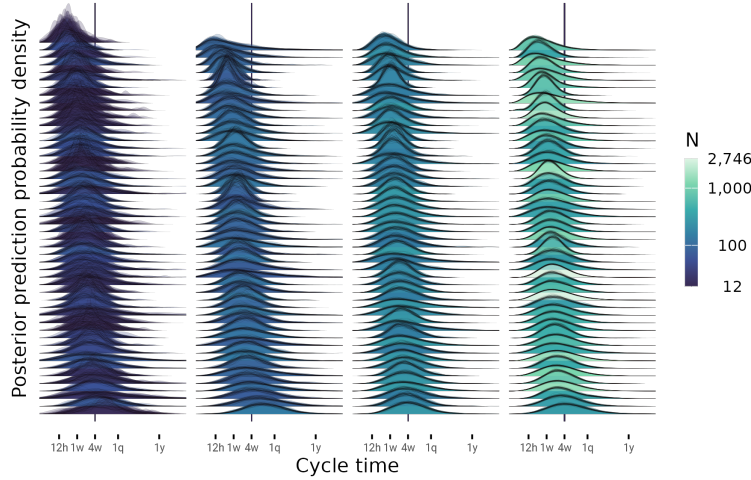 Posterior prediction probability density
N
2,746
1,000
100
12
12h 1w 4w 1q 1y 12h 1w 4w 1q 1y 12h 1w 4w 1q 1y 12h 1w 4w 1q 1y
Cycle time